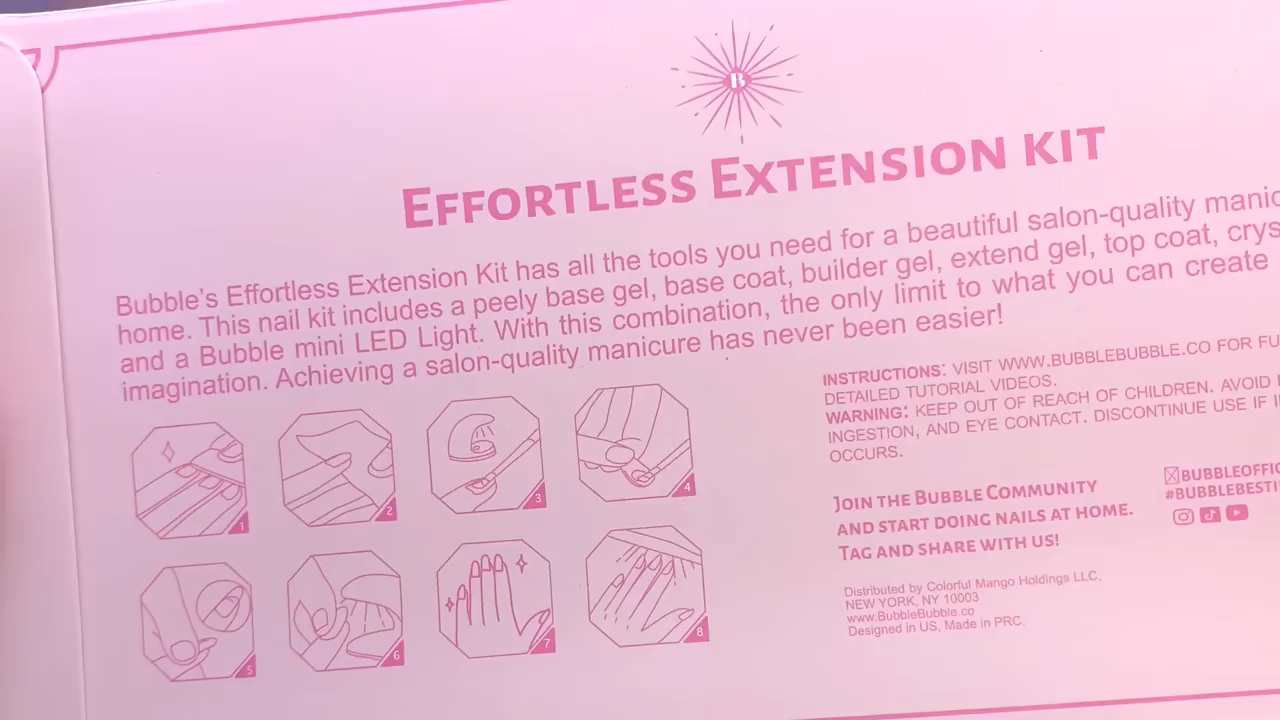 B
EFFORTLESS EXTENSION KIT
Bubble's Effortless Extension Kit has all the tools you need for a beautiful salon-quality
home. This nail kit includes a peely base gel, base coat, builder gel, extend gel, top coat,
and a Bubble mini LED Light. With this combination, the only limit to what you can create
imagination. Achieving a salon-quality manicure has never been easier!
INSTRUCTIONS: VISIT WWW.BUBBLEBUBBLE.CO FOR
DETAILED TUTORIAL VIDEOS.
WARNING: KEEP OUT OF REACH OF CHILDREN. AVOID
INGESTION, AND EYE CONTACT. DISCONTINUE USE IF
OCCURS.
JOIN THE BUBBLE COMMUNITY
AND START DOING NAILS AT HOME.
TAG AND SHARE WITH US!
Distributed by Colorful Mango Holdings LLC,
NEW YORK, NY 10003
www.BubbleBubble.co
Designed in US, Made in PRC.
1
2
3
4
5
6
7
8